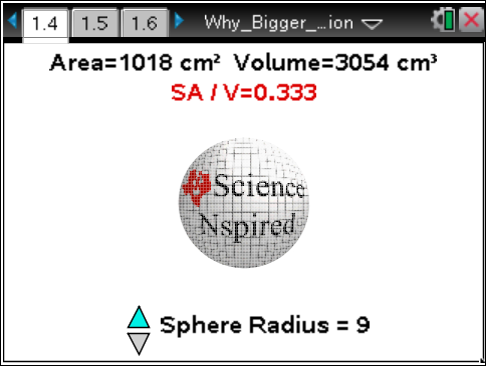 1.4 1.5 1.6 Why_Bigger_...ion
Area=1018 cm² Volume=3054 cm³
SA / V=0.333
Science
Nspired
Sphere Radius = 9